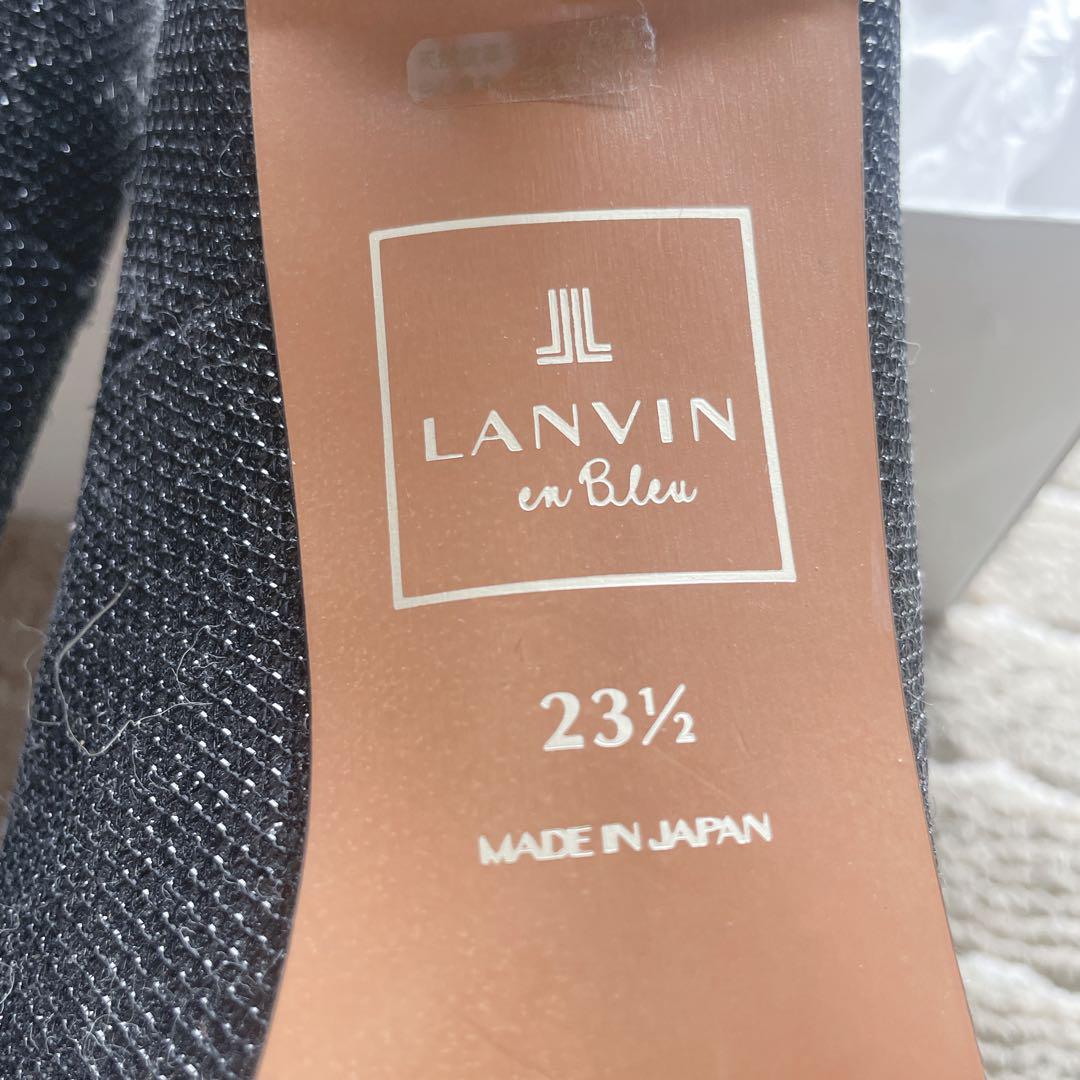 LANVIN
en Bleu
23½
MADE IN JAPAN